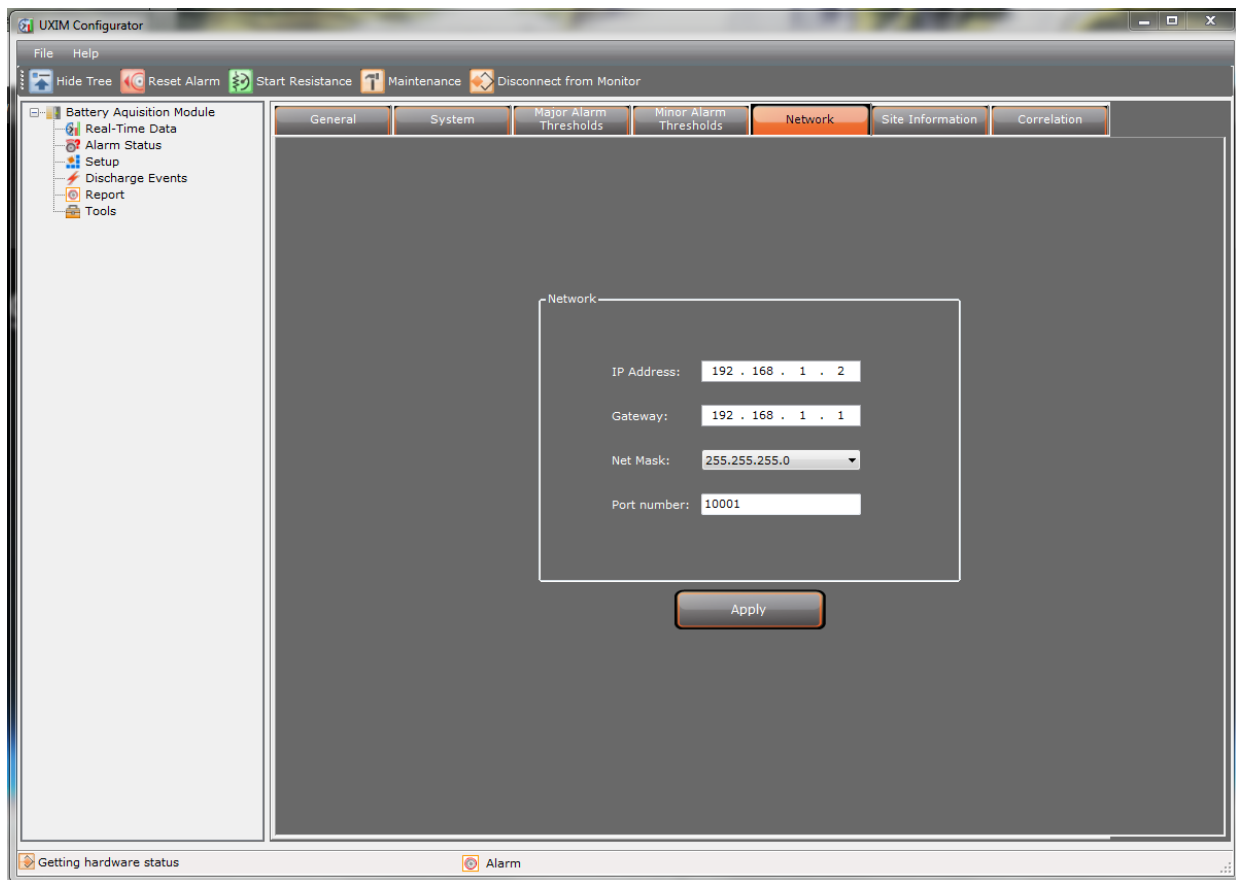 UXIM Configurator
File Help
Hide Tree Reset Alarm Start Resistance Maintenance Disconnect from Monitor
Battery Aquisition Module
Real-Time Data
Alarm Status
Setup
Discharge Events
Report
Tools
General System Major Alarm Thresholds Minor Alarm Thresholds Network Site Information Correlation
Network
IP Address: 192 . 168 . 1 . 2
Gateway: 192 . 168 . 1 . 1
Net Mask: 255.255.255.0
Port number: 10001
Apply
Getting hardware status Alarm